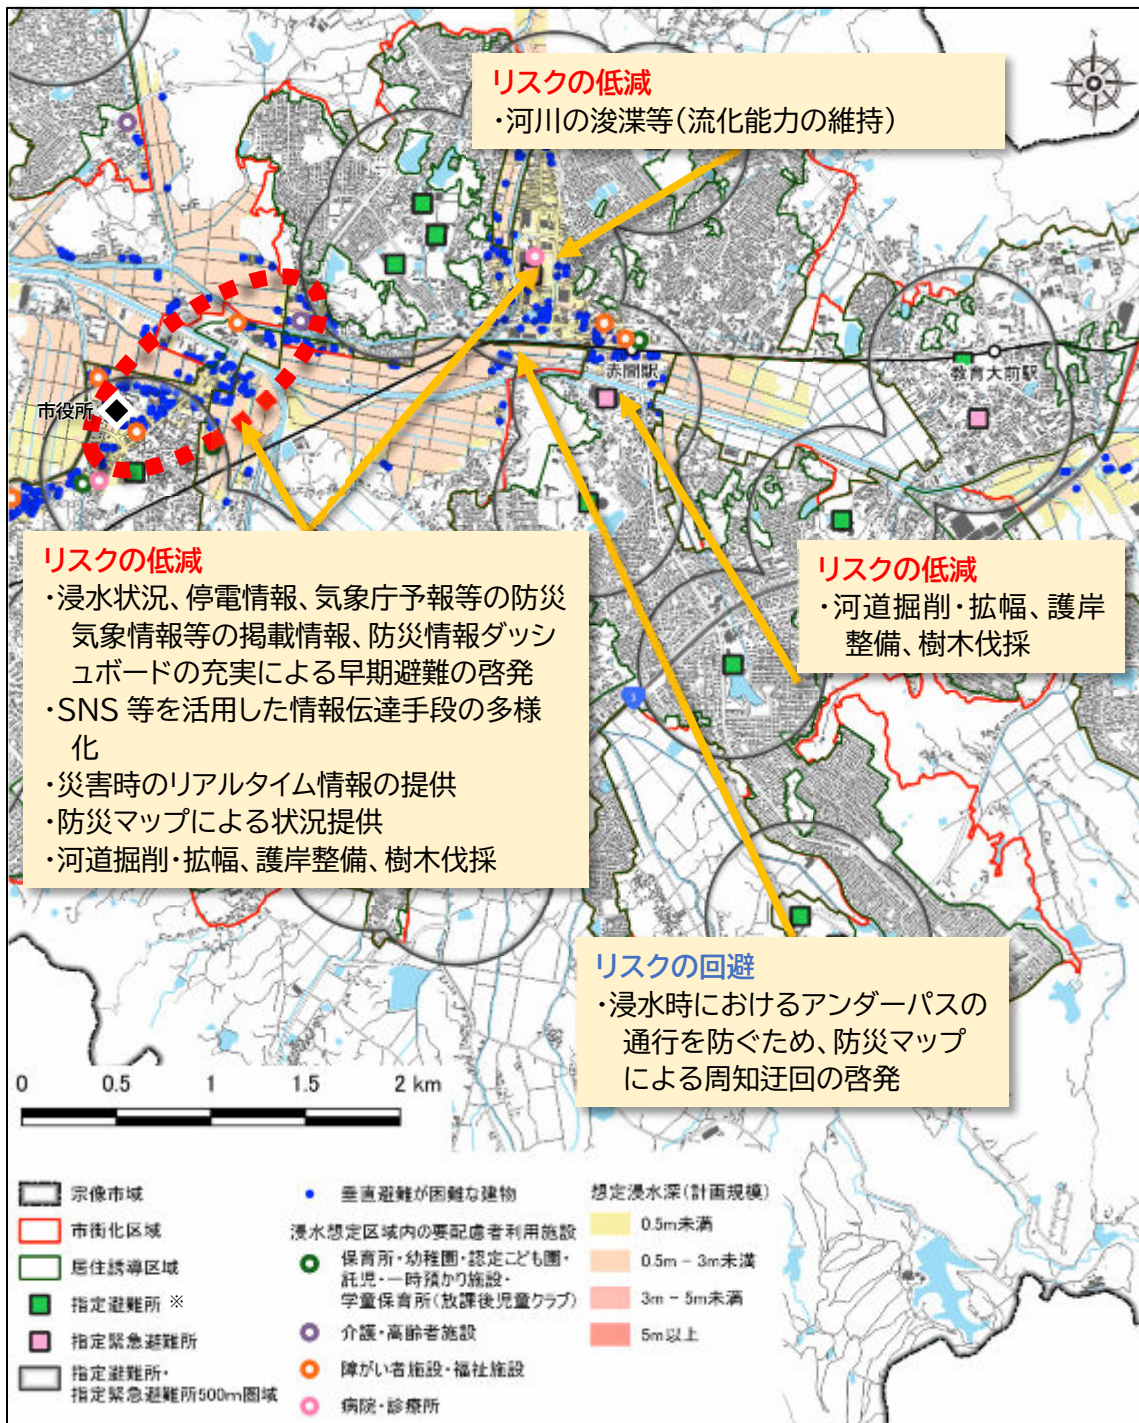 リスクの低減
・河川の浚渫等(流化能力の維持)
N
市役所
赤間駅
教育大前駅
リスクの低減
・浸水状況、停電情報、気象庁予報等の防災
気象情報等の掲載情報、防災情報ダッシ
ュボードの充実による早期避難の啓発
・SNS 等を活用した情報伝達手段の多様
化
・災害時のリアルタイム情報の提供
・防災マップによる状況提供
・河道掘削・拡幅、護岸整備、樹木伐採
リスクの低減
・河道掘削・拡幅、護岸
整備、樹木伐採
3
リスクの回避
・浸水時におけるアンダーパスの
通行を防ぐため、防災マップ
による周知迂回の啓発
0 0.5 1 2 km
宗像市域
市街化区域
居住誘導区域
指定避難所 ※
指定緊急避難所
指定避難所・
指定緊急避難所500m圏域
垂直避難が困難な建物
浸水想定区域内の要配慮者利用施設
保育所・幼稚園・認定こども園・
託児・一時預かり施設・
学童保育所(放課後児童クラブ)
介護・高齢者施設
障がい者施設・福祉施設
病院・診療所
想定浸水深(計画規模)
0.5m未満
0.5m - 3m未満
3m - 5m未満
5m以上